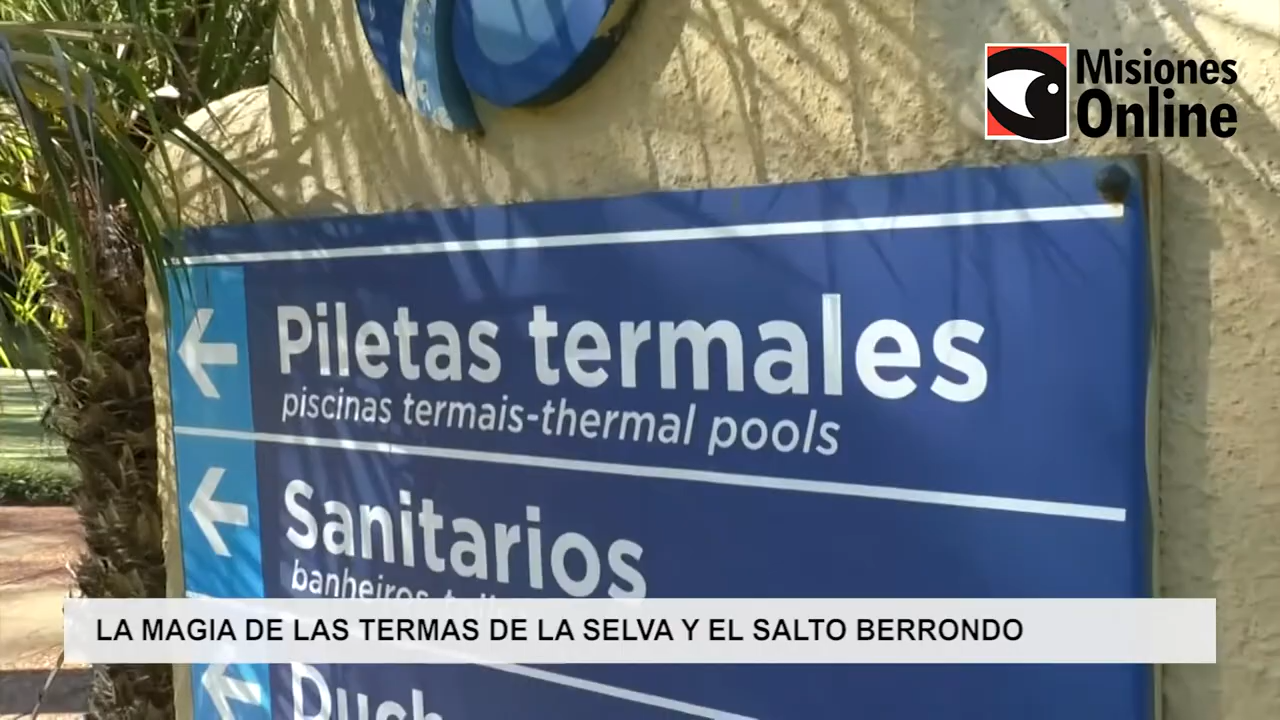 Misiones
Online
Piletas termales
piscinas termais-thermal pools
Sanitarios
banheiros
LA MAGIA DE LAS TERMAS DE LA SELVA Y EL SALTO BERRONDO